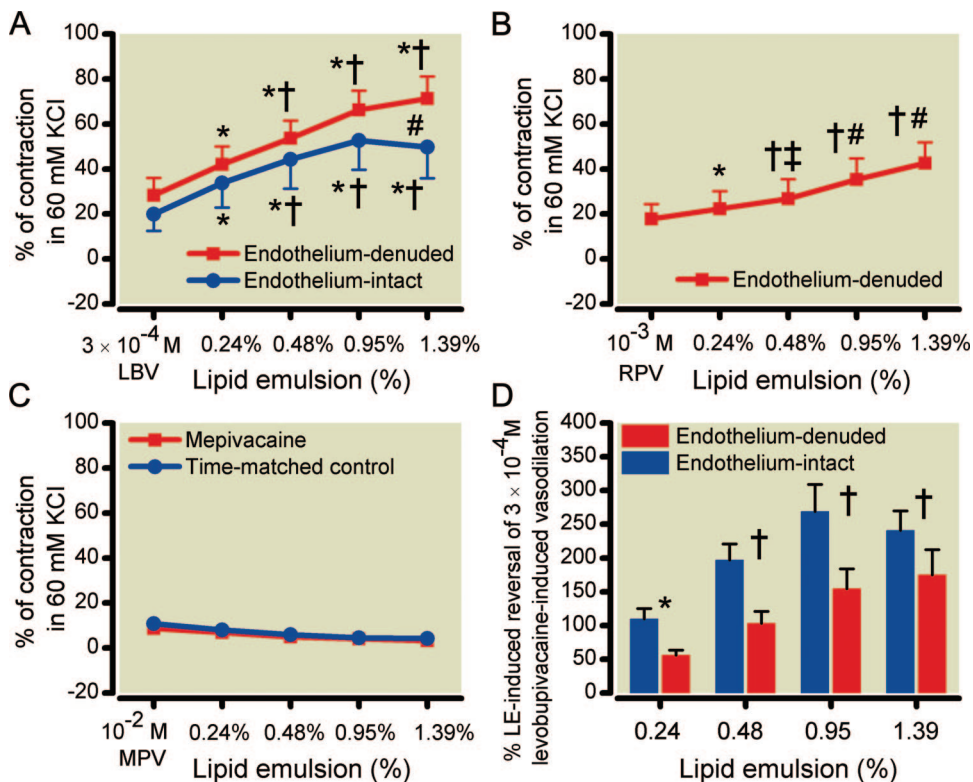 A
% of contraction
in 60 mM KCl
100
80
60
40
20
0
-20
*
*†
*†
*†
#
*
*†
*†
*†
Endothelium-denuded
Endothelium-intact
3 × 10⁻⁴ M
LBV
0.24%
0.48%
0.95%
1.39%
Lipid emulsion (%)
B
% of contraction
in 60 mM KCl
100
80
60
40
20
0
-20
*
†‡
†#
†#
Endothelium-denuded
10⁻³ M
RPV
0.24%
0.48%
0.95%
1.39%
Lipid emulsion (%)
C
% of contraction
in 60 mM KCl
100
80
60
40
20
0
-20
Mepivacaine
Time-matched control
10⁻² M
MPV
0.24%
0.48%
0.95%
1.39%
Lipid emulsion (%)
D
% LE-induced reversal of 3 × 10⁻⁴M
levobupivacaine-induced vasodilation
400
350
300
250
200
150
100
50
0
Endothelium-denuded
Endothelium-intact
*
†
†
†
0.24
0.48
0.95
1.39
Lipid emulsion (%)